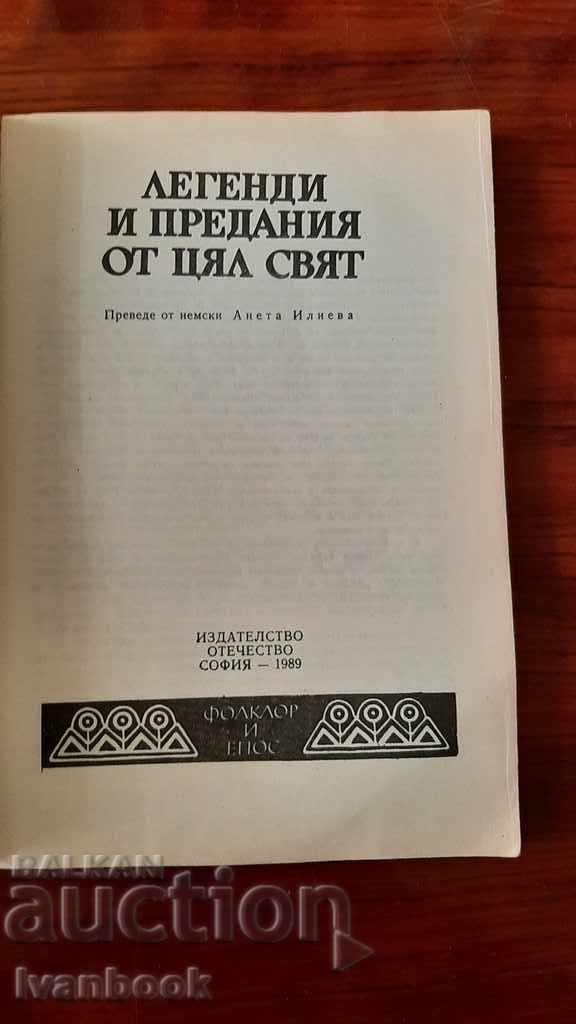 ЛЕГЕНДИ
И ПРЕДАНИЯ
ОТ ЦЯЛ СВЯТ
Преведе от немски Анета Илиева
ИЗДАТЕЛСТВО
ОТЕЧЕСТВО
СОФИЯ — 1989
ФОЛКЛОР
И
ЕПОС
BALKAN
auction
Ivanbook